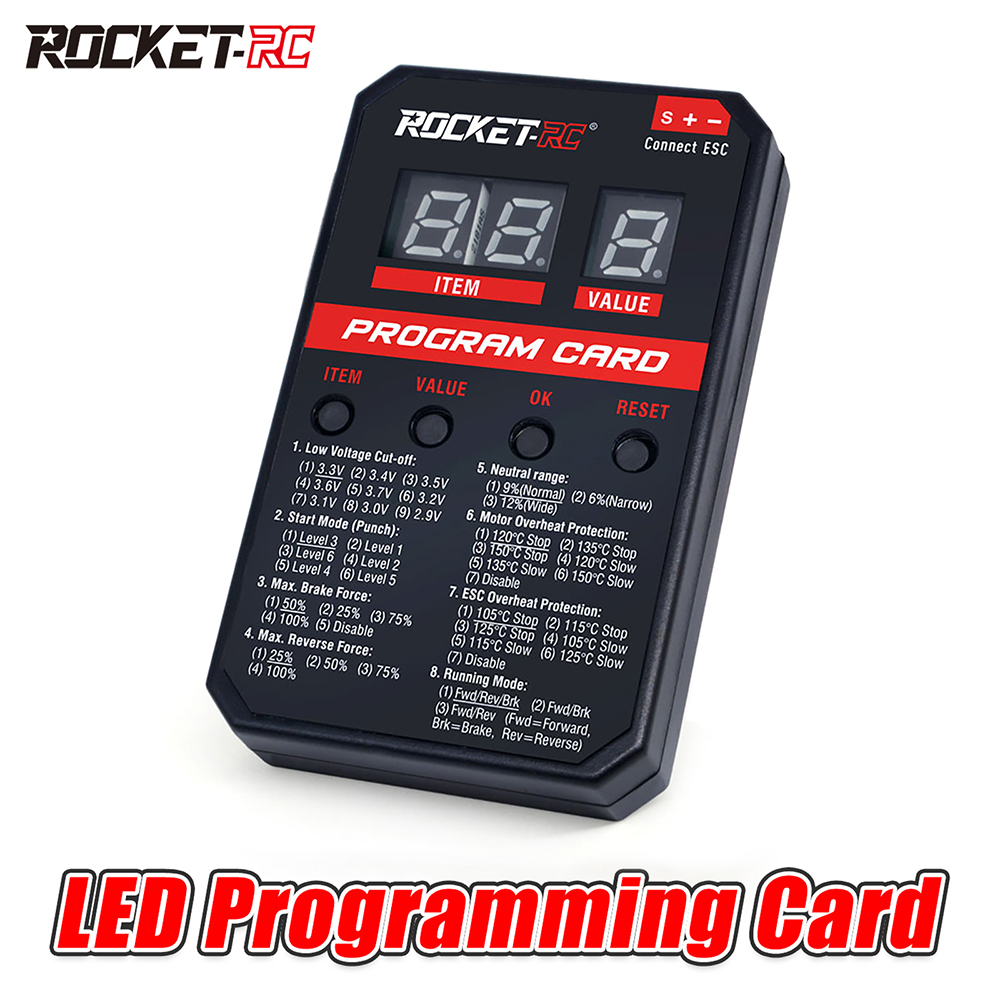 ROCKET-RC
ROCKET-RC®
S + -
Connect ESC
ITEM
VALUE
PROGRAM CARD
ITEM
VALUE
OK
RESET
1. Low Voltage Cut-off:
(1) 3.3V (2) 3.4V (3) 3.5V
(4) 3.6V (5) 3.7V (6) 3.2V
(7) 3.1V (8) 3.0V (9) 2.9V
2. Start Mode (Punch):
(1) Level 3 (2) Level 1
(3) Level 6 (4) Level 2
(5) Level 4 (6) Level 5
3. Max. Brake Force:
(1) 50% (2) 25% (3) 75%
(4) 100% (5) Disable
4. Max. Reverse Force:
(1) 25% (2) 50% (3) 75%
(4) 100%
5. Neutral range:
(1) 9%(Normal) (2) 6%(Narrow)
(3) 12%(Wide)
6. Motor Overheat Protection:
(1) 120°C Stop (2) 135°C Stop
(3) 150°C Stop (4) 120°C Slow
(5) 135°C Slow (6) 150°C Slow
(7) Disable
7. ESC Overheat Protection:
(1) 105°C Stop (2) 115°C Stop
(3) 125°C Stop (4) 105°C Slow
(5) 115°C Slow (6) 125°C Slow
(7) Disable
8. Running Mode:
(1) Fwd/Rev/Brk (2) Fwd/Brk
(3) Fwd/Rev (Fwd=Forward,
Brk=Brake, Rev=Reverse)
LED Programming Card